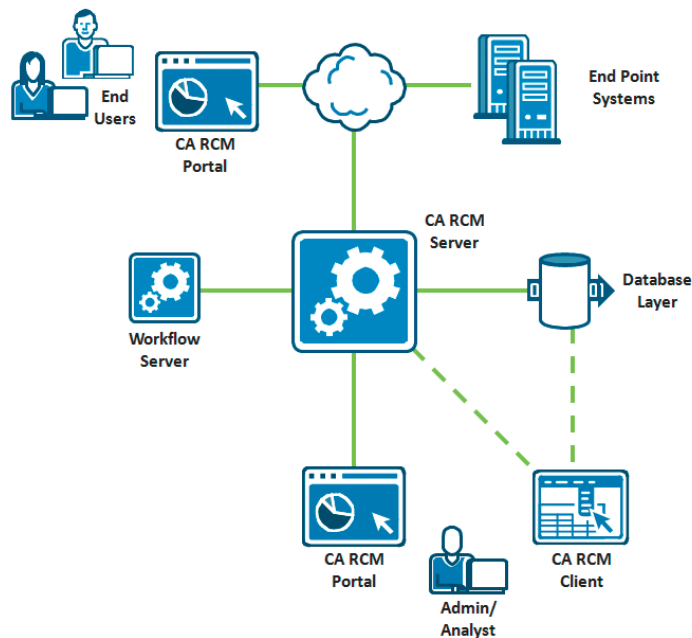 End
Users
CA RCM
Portal
End Point
Systems
CA RCM
Server
Workflow
Server
Database
Layer
CA RCM
Portal
Admin/
Analyst
CA RCM
Client